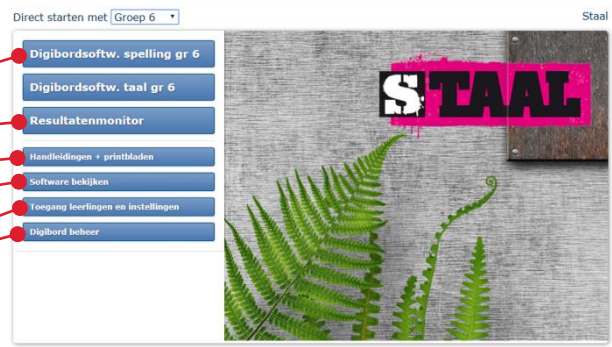 Direct starten met Groep 6
Staal
Digibordsoftw. spelling gr 6
Digibordsoftw. taal gr 6
Resultatenmonitor
Handleidingen + printbladen
Software bekijken
Toegang leerlingen en instellingen
Digibord beheer
STAAL